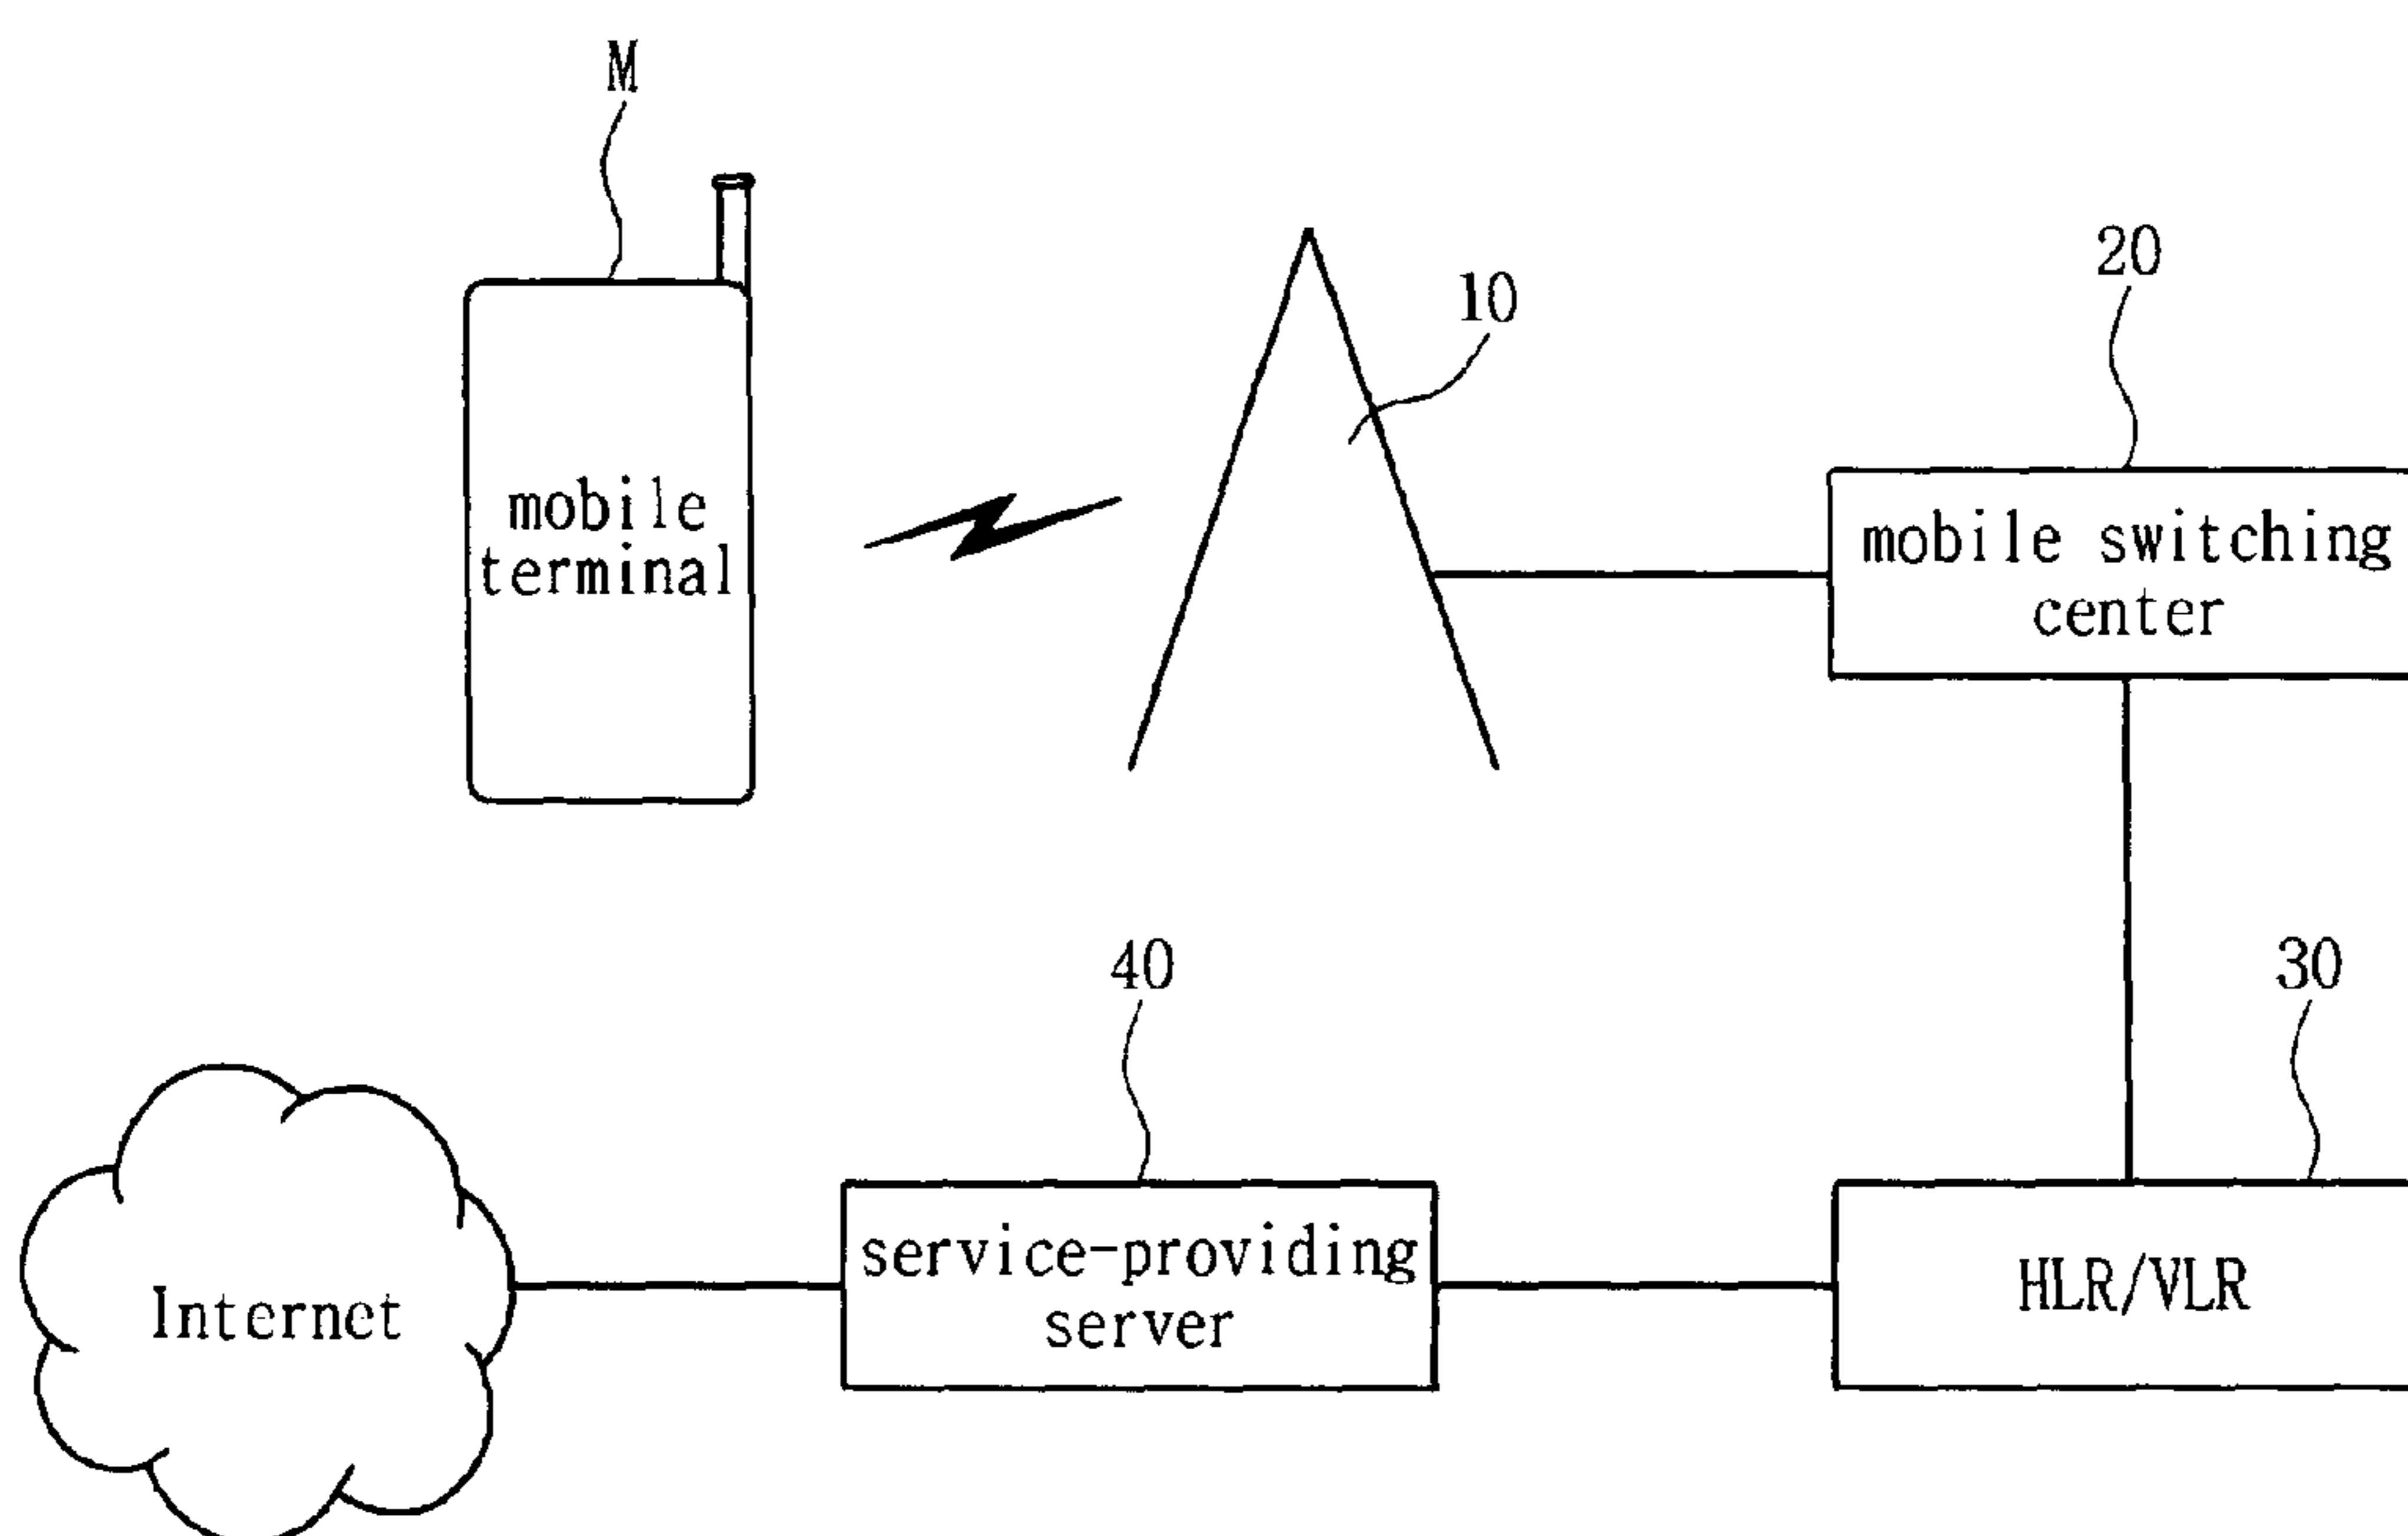 M
20
10
mobile
terminal
mobile switching
center
40
30
Internet
service-providing
server
HLR/VLR